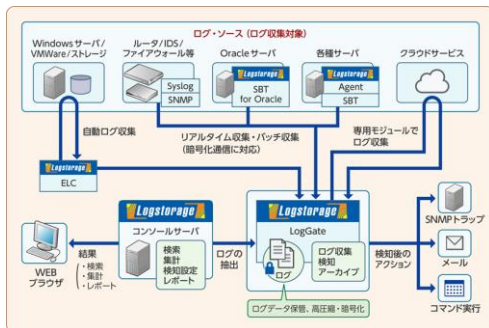 ログ・ソース（ログ収集対象）
Windowsサーバ/
VMWare/ストレージ
ルータ/IDS/
ファイアウォール等
Oracleサーバ
各種サーバ
クラウドサービス
Syslog
SNMP
Logstorage
SBT
for Oracle
Logstorage
Agent
SBT
自動ログ収集
リアルタイム収集・バッチ収集
（暗号化通信に対応）
専用モジュールで
ログ収集
Logstorage
ELC
Logstorage
コンソールサーバ
検索
集計
検知設定
レポート
Logstorage
LogGate
ログ
ログ収集
検知
アーカイブ
WEB
ブラウザ
結果
・検索
・集計
・レポート
ログの
抽出
検知後の
アクション
SNMPトラップ
メール
コマンド実行
ログデータ保管、高圧縮・暗号化